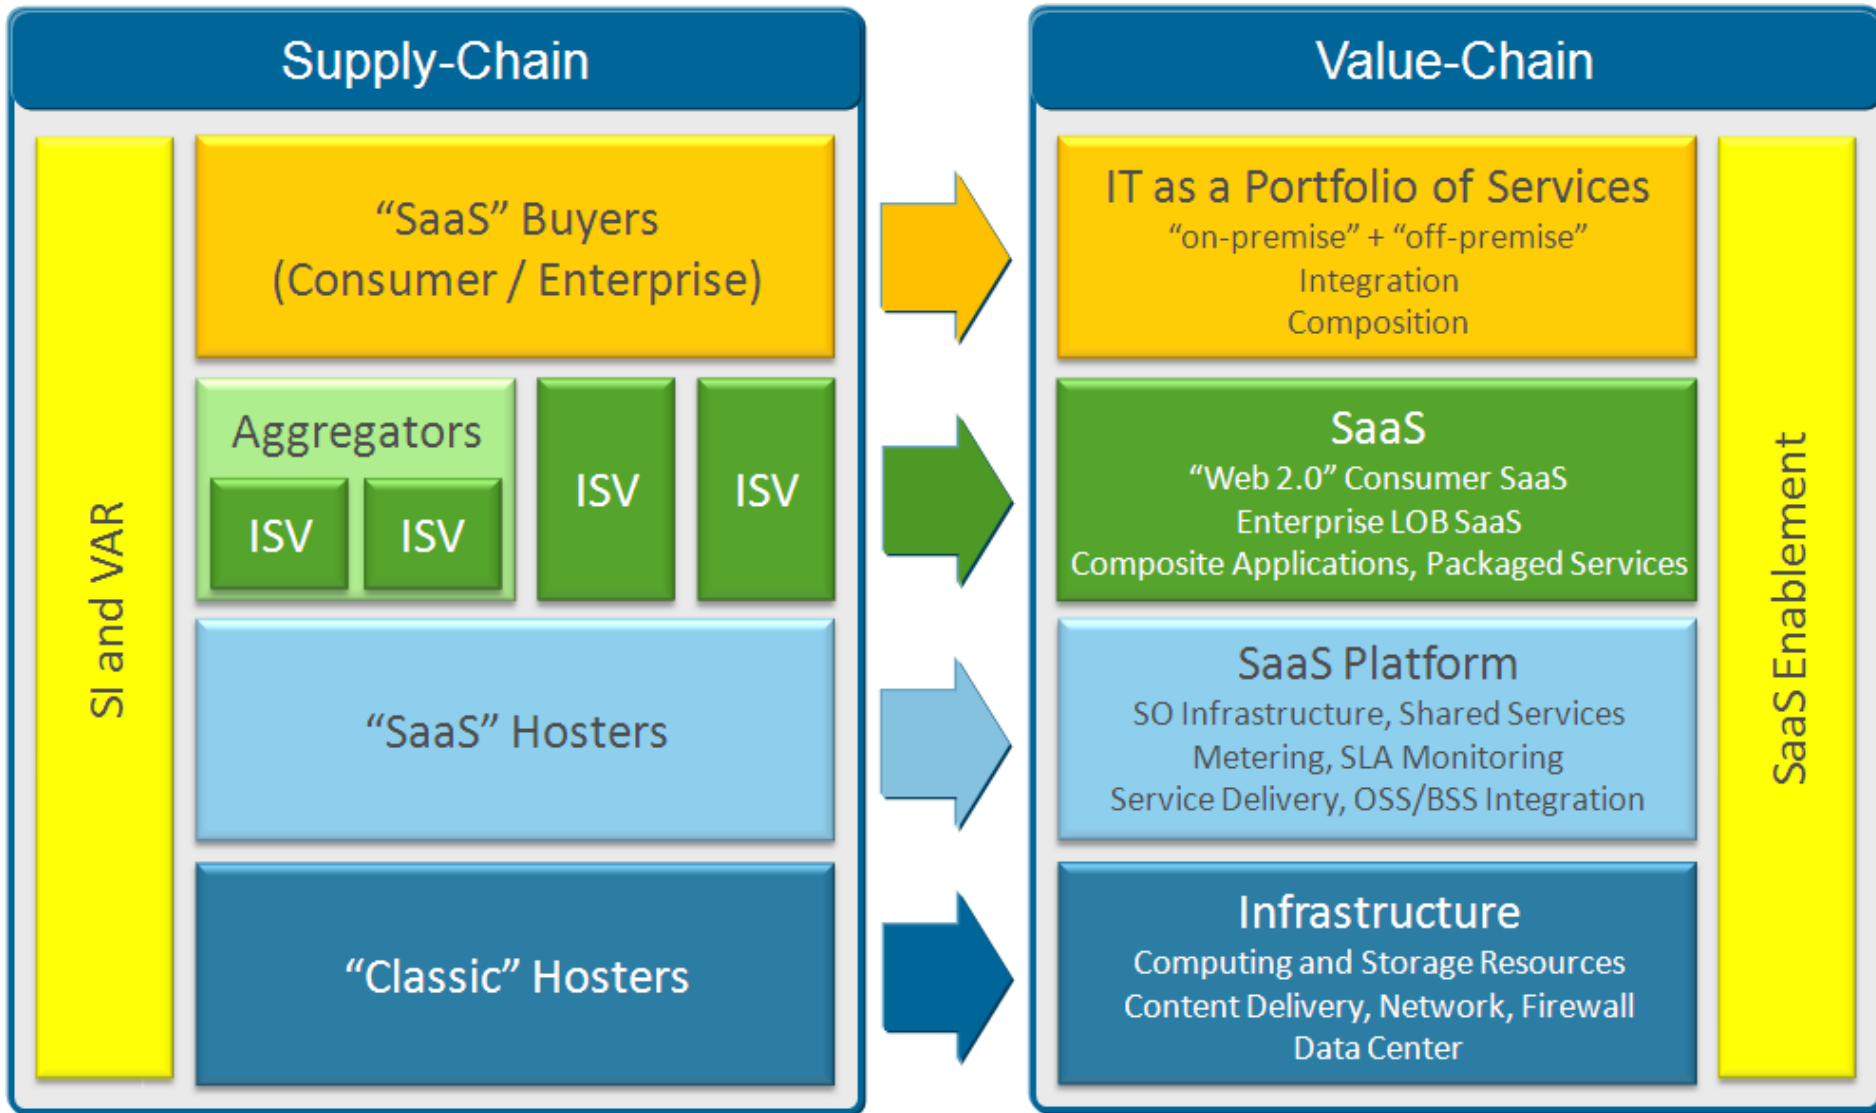 Supply-Chain
SI and VAR
“SaaS” Buyers
(Consumer / Enterprise)
Aggregators
ISV
ISV
ISV
ISV
“SaaS” Hosters
“Classic” Hosters
Value-Chain
IT as a Portfolio of Services
“on-premise” + “off-premise”
Integration
Composition
SaaS
“Web 2.0” Consumer SaaS
Enterprise LOB SaaS
Composite Applications, Packaged Services
SaaS Platform
SO Infrastructure, Shared Services
Metering, SLA Monitoring
Service Delivery, OSS/BSS Integration
Infrastructure
Computing and Storage Resources
Content Delivery, Network, Firewall
Data Center
SaaS Enablement